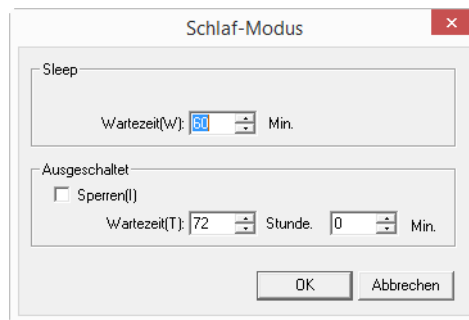 Schlaf-Modus
Sleep
Wartezeit(W): 60 Min.
Ausgeschaltet
Sperren(I)
Wartezeit(T): 72 Stunde. 0 Min.
OK Abbrechen